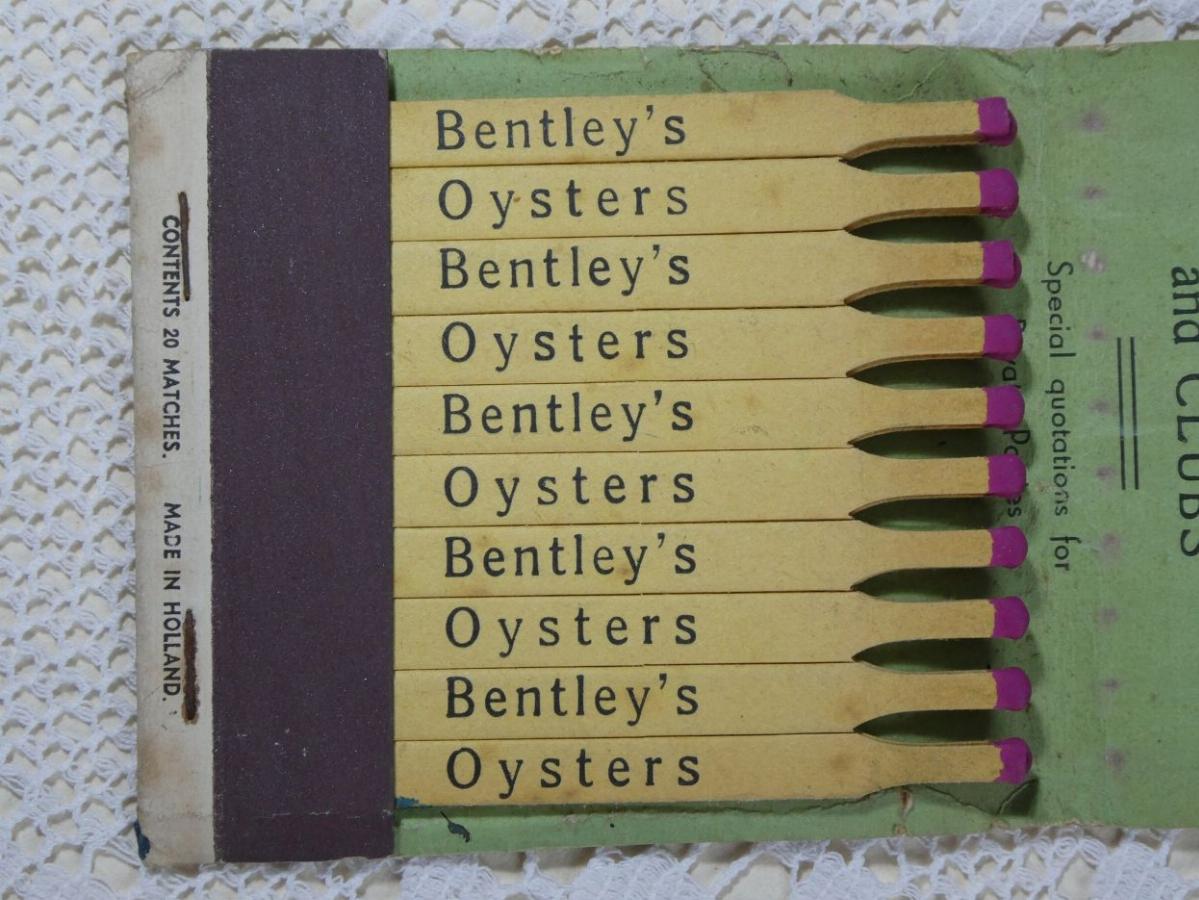 Bentley's
Oysters
Bentley's
Oysters
Bentley's
Oysters
Bentley's
Oysters
Bentley's
Oysters
CONTENTS 20 MATCHES. MADE IN HOLLAND.
and CLUBS
Special quotations for